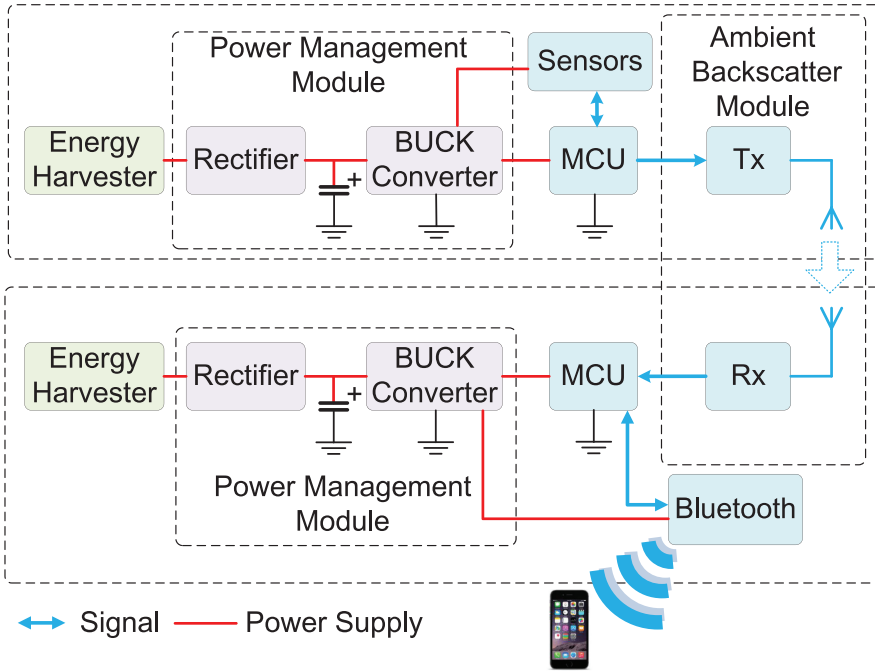 Power Management
Module
Sensors
Ambient
Backscatter
Module
Energy
Harvester
Rectifier
+
BUCK
Converter
MCU
Tx
Energy
Harvester
Rectifier
+
BUCK
Converter
MCU
Rx
Power Management
Module
Bluetooth
Signal
Power Supply